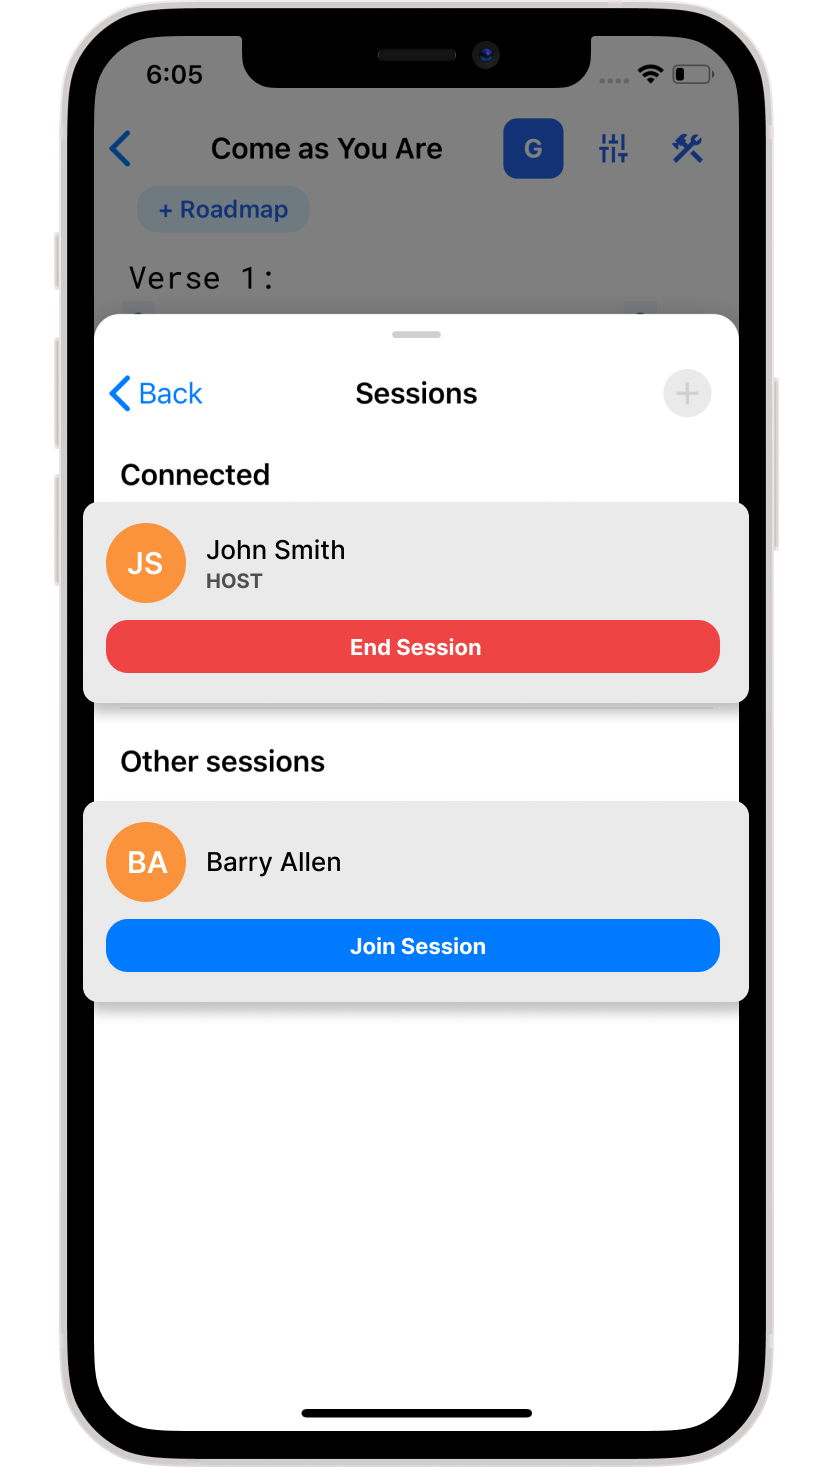 6:05
Come as You Are
G
+ Roadmap
Verse 1:
Back
Sessions
Connected
JS
John Smith
HOST
End Session
Other sessions
BA
Barry Allen
Join Session